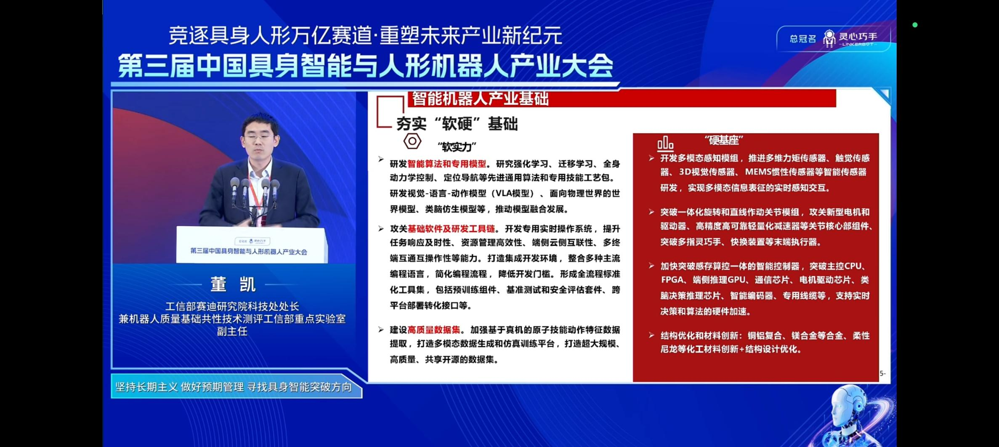 竞逐具身人形万亿赛道·重塑未来产业新纪元
第三届中国具身智能与人形机器人产业大会
总冠名 灵心巧手
-LINKERBOT-
智能机器人产业基础
夯实“软硬”基础
“软实力”
研发智能算法和专用模型。研究强化学习、迁移学习、全身
动力学控制、定位导航等先进通用算法和专用技能工艺包。
研发视觉-语言-动作模型（VLA模型）、面向物理世界的世
界模型、类脑仿生模型等，推动模型融合发展。
攻关基础软件及研发工具链。开发专用实时操作系统，提升
任务响应及时性、资源管理高效性、端侧云侧互联性、多终
端互通互操作性等能力。打造集成开发环境，整合多种主流
编程语言，简化编程流程，降低开发门槛。形成全流程标准
化工具集，包括预训练组件、基准测试和安全评估套件、跨
平台部署转化接口等。
建设高质量数据集。加强基于真机的原子技能动作特征数据
提取，打造多模态数据生成和仿真训练平台，打造超大规模、
高质量、共享开源的数据集。
“硬基座”
开发多模态感知模组，推进多维力矩传感器、触觉传感
器、3D视觉传感器、MEMS惯性传感器等智能传感器
研发，实现多模态信息表征的实时感知交互。
突破一体化旋转和直线作动关节模组，攻关新型电机和
驱动器、高精度高可靠轻量化减速器等关节核心部组件、
突破多指灵巧手、快换装置等末端执行器。
加快突破感存算控一体的智能控制器，突破主控CPU、
FPGA、端侧推理GPU、通信芯片、电机驱动芯片、类
脑决策推理芯片、智能编码器、专用线缆等，支持实时
决策和算法的硬件加速。
结构优化和材料创新：铜铝复合、镁合金等合金、柔性
尼龙等化工材料创新+结构设计优化。
5-
总冠名 灵心巧手
第三届中国具身智能与人形机器人产业大会
董 凯
工信部赛迪研究院科技处处长
兼机器人质量基础共性技术测评工信部重点实验室
副主任
坚持长期主义 做好预期管理 寻找具身智能突破方向